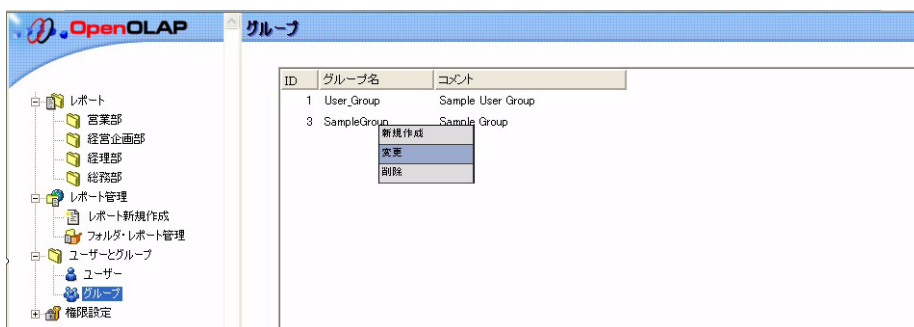 OpenOLAP
グループ
レポート
営業部
経営企画部
経理部
総務部
レポート管理
レポート新規作成
フォルダ・レポート管理
ユーザーとグループ
ユーザー
グループ
権限設定
ID グループ名 コメント
1 User_Group Sample User Group
3 SampleGroup Sample Group
新規作成
変更
削除